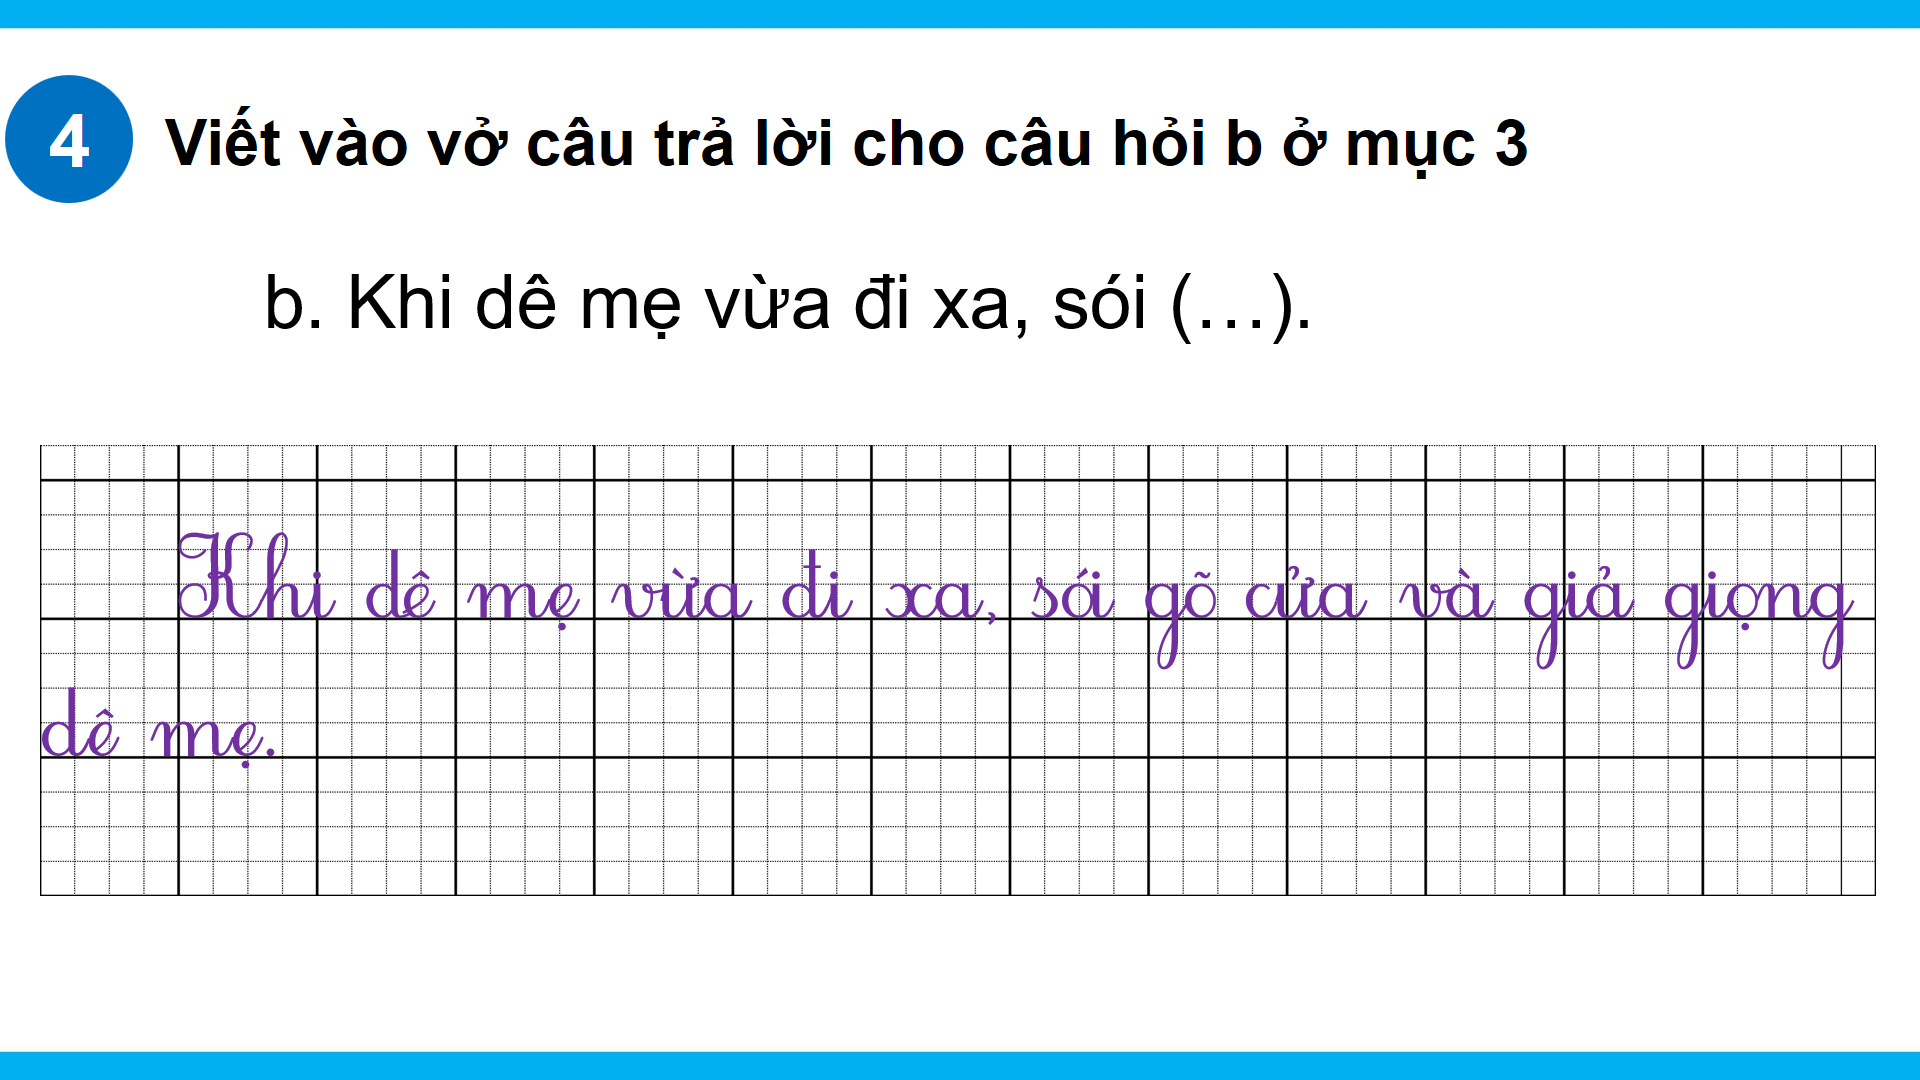 4 Viết vào vở câu trả lời cho câu hỏi b ở mục 3
b. Khi dê mẹ vừa đi xa, sói (…).
Khi dê mẹ vừa đi xa, sói gõ cửa và giả giọng
dê mẹ.